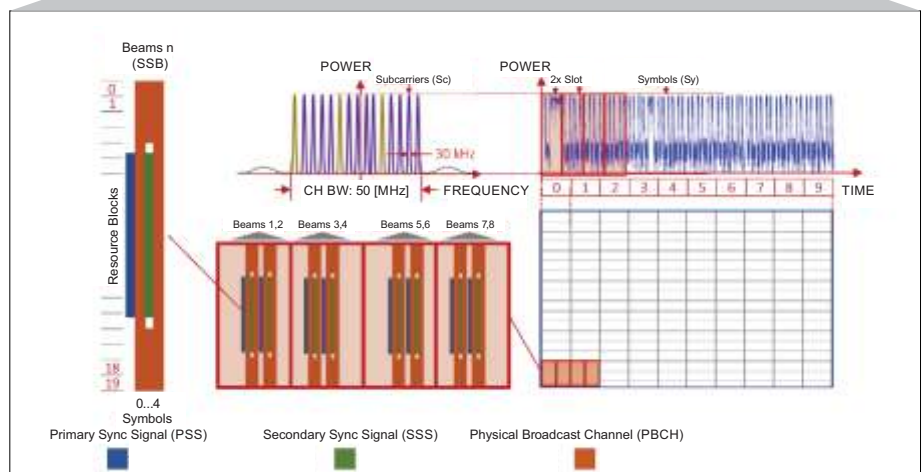 Beams n
(SSB)
0
1
Resource Blocks
18
19
0...4
Symbols
POWER
Subcarriers (Sc)
30 kHz
CH BW: 50 [MHz]
FREQUENCY
POWER
2x Slot
Symbols (Sy)
0 1 2 3 4 5 6 7 8 9
TIME
Beams 1,2
Beams 3,4
Beams 5,6
Beams 7,8
Primary Sync Signal (PSS)
Secondary Sync Signal (SSS)
Physical Broadcast Channel (PBCH)